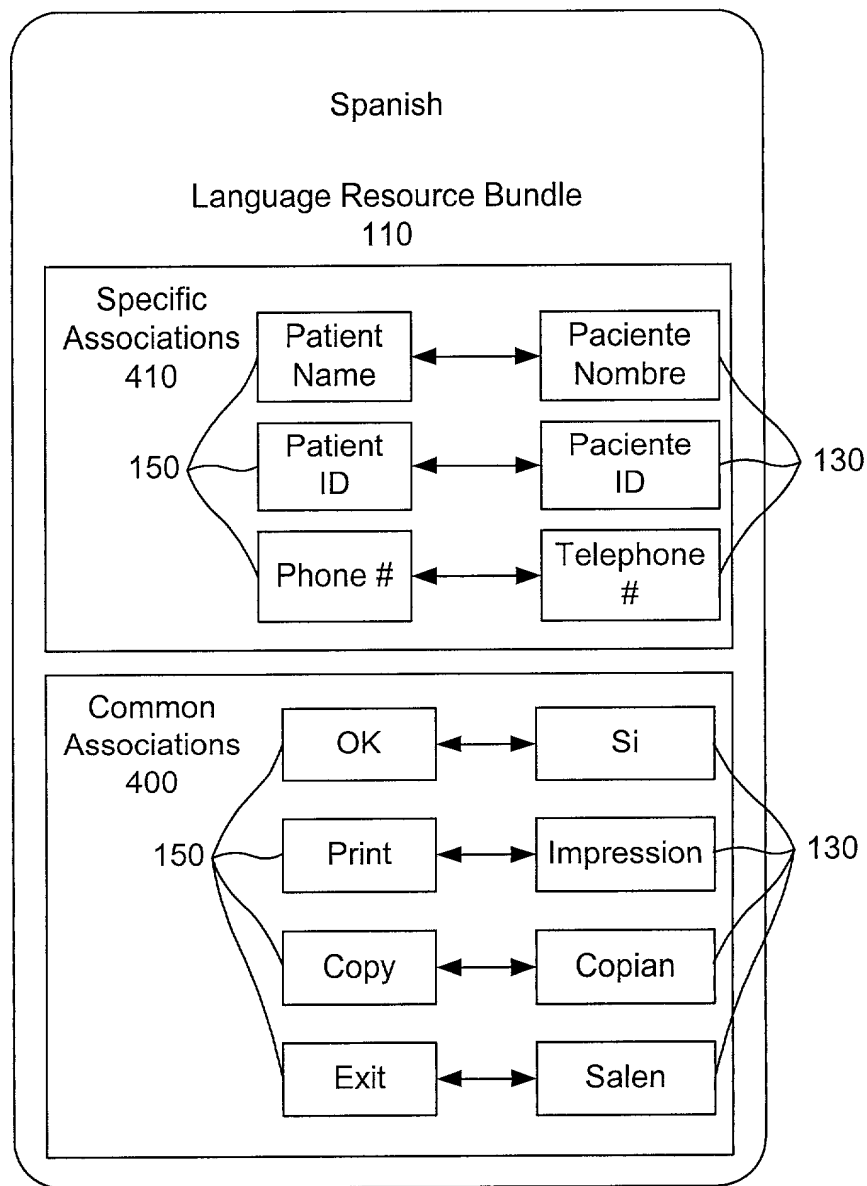 Spanish
Language Resource Bundle
110
Specific
Associations
410
Patient
Name
Paciente
Nombre
150
Patient
ID
Paciente
ID
130
Phone #
Telephone
#
Common
Associations
400
OK
Si
150
Print
Impression
130
Copy
Copian
Exit
Salen